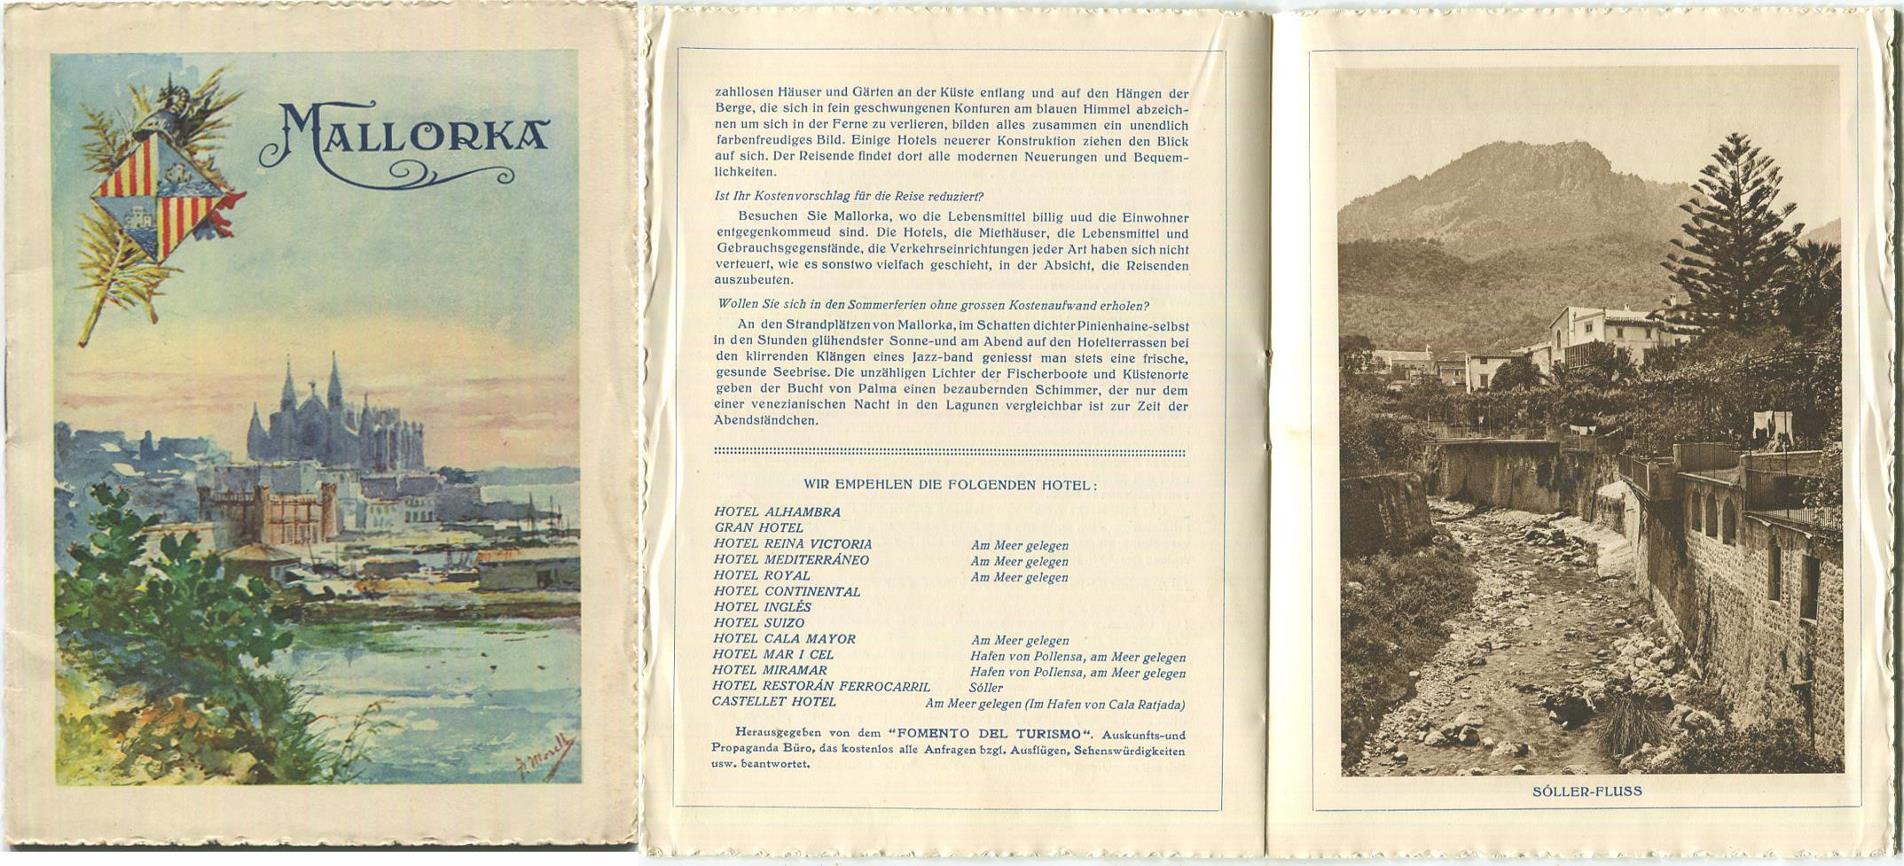 MALLORKA
J. Morell
zahllosen Häuser und Gärten an der Küste entlang und auf den Hängen der
Berge, die sich in fein geschwungenen Konturen am blauen Himmel abzeich-
nen um sich in der Ferne zu verlieren, bilden alles zusammen ein unendlich
farbenfreudiges Bild. Einige Hotels neuerer Konstruktion ziehen den Blick
auf sich. Der Reisende findet dort alle modernen Neuerungen und Bequem-
lichkeiten.
Ist Ihr Kostenvorschlag für die Reise reduziert?
Besuchen Sie Mallorka, wo die Lebensmittel billig uud die Einwohner
entgegenkommeud sind. Die Hotels, die Miethäuser, die Lebensmittel und
Gebrauchsgegenstände, die Verkehrseinrichtungen jeder Art haben sich nicht
verteuert, wie es sonstwo vielfach geschieht, in der Absicht, die Reisenden
auszubeuten.
Wollen Sie sich in den Sommerferien ohne grossen Kostenaufwand erholen?
An den Strandplätzen von Mallorka, im Schatten dichter Pinienhaine-selbst
in den Stunden glühendster Sonne-und am Abend auf den Hotelterrassen bei
den klirrenden Klängen eines Jazz-band geniesst man stets eine frische,
gesunde Seebrise. Die unzähligen Lichter der Fischerboote und Küstenorte
geben der Bucht von Palma einen bezaubernden Schimmer, der nur dem
einer venezianischen Nacht in den Lagunen vergleichbar ist zur Zeit der
Abendständchen.
WIR EMPEHLEN DIE FOLGENDEN HOTEL:
HOTEL ALHAMBRA
GRAN HOTEL
HOTEL REINA VICTORIA Am Meer gelegen
HOTEL MEDITERRÁNEO Am Meer gelegen
HOTEL ROYAL Am Meer gelegen
HOTEL CONTINENTAL
HOTEL INGLÉS
HOTEL SUIZO
HOTEL CALA MAYOR Am Meer gelegen
HOTEL MAR I CEL Hafen von Pollensa, am Meer gelegen
HOTEL MIRAMAR Hafen von Pollensa, am Meer gelegen
HOTEL RESTORÁN FERROCARRIL Sóller
CASTELLET HOTEL Am Meer gelegen (Im Hafen von Cala Ratjada)
Herausgegeben von dem "FOMENTO DEL TURISMO". Auskunfts-und
Propaganda Büro, das kostenlos alle Anfragen bzgl. Ausflügen, Sehenswürdigkeiten
usw. beantwortet.
SÓLLER-FLUSS